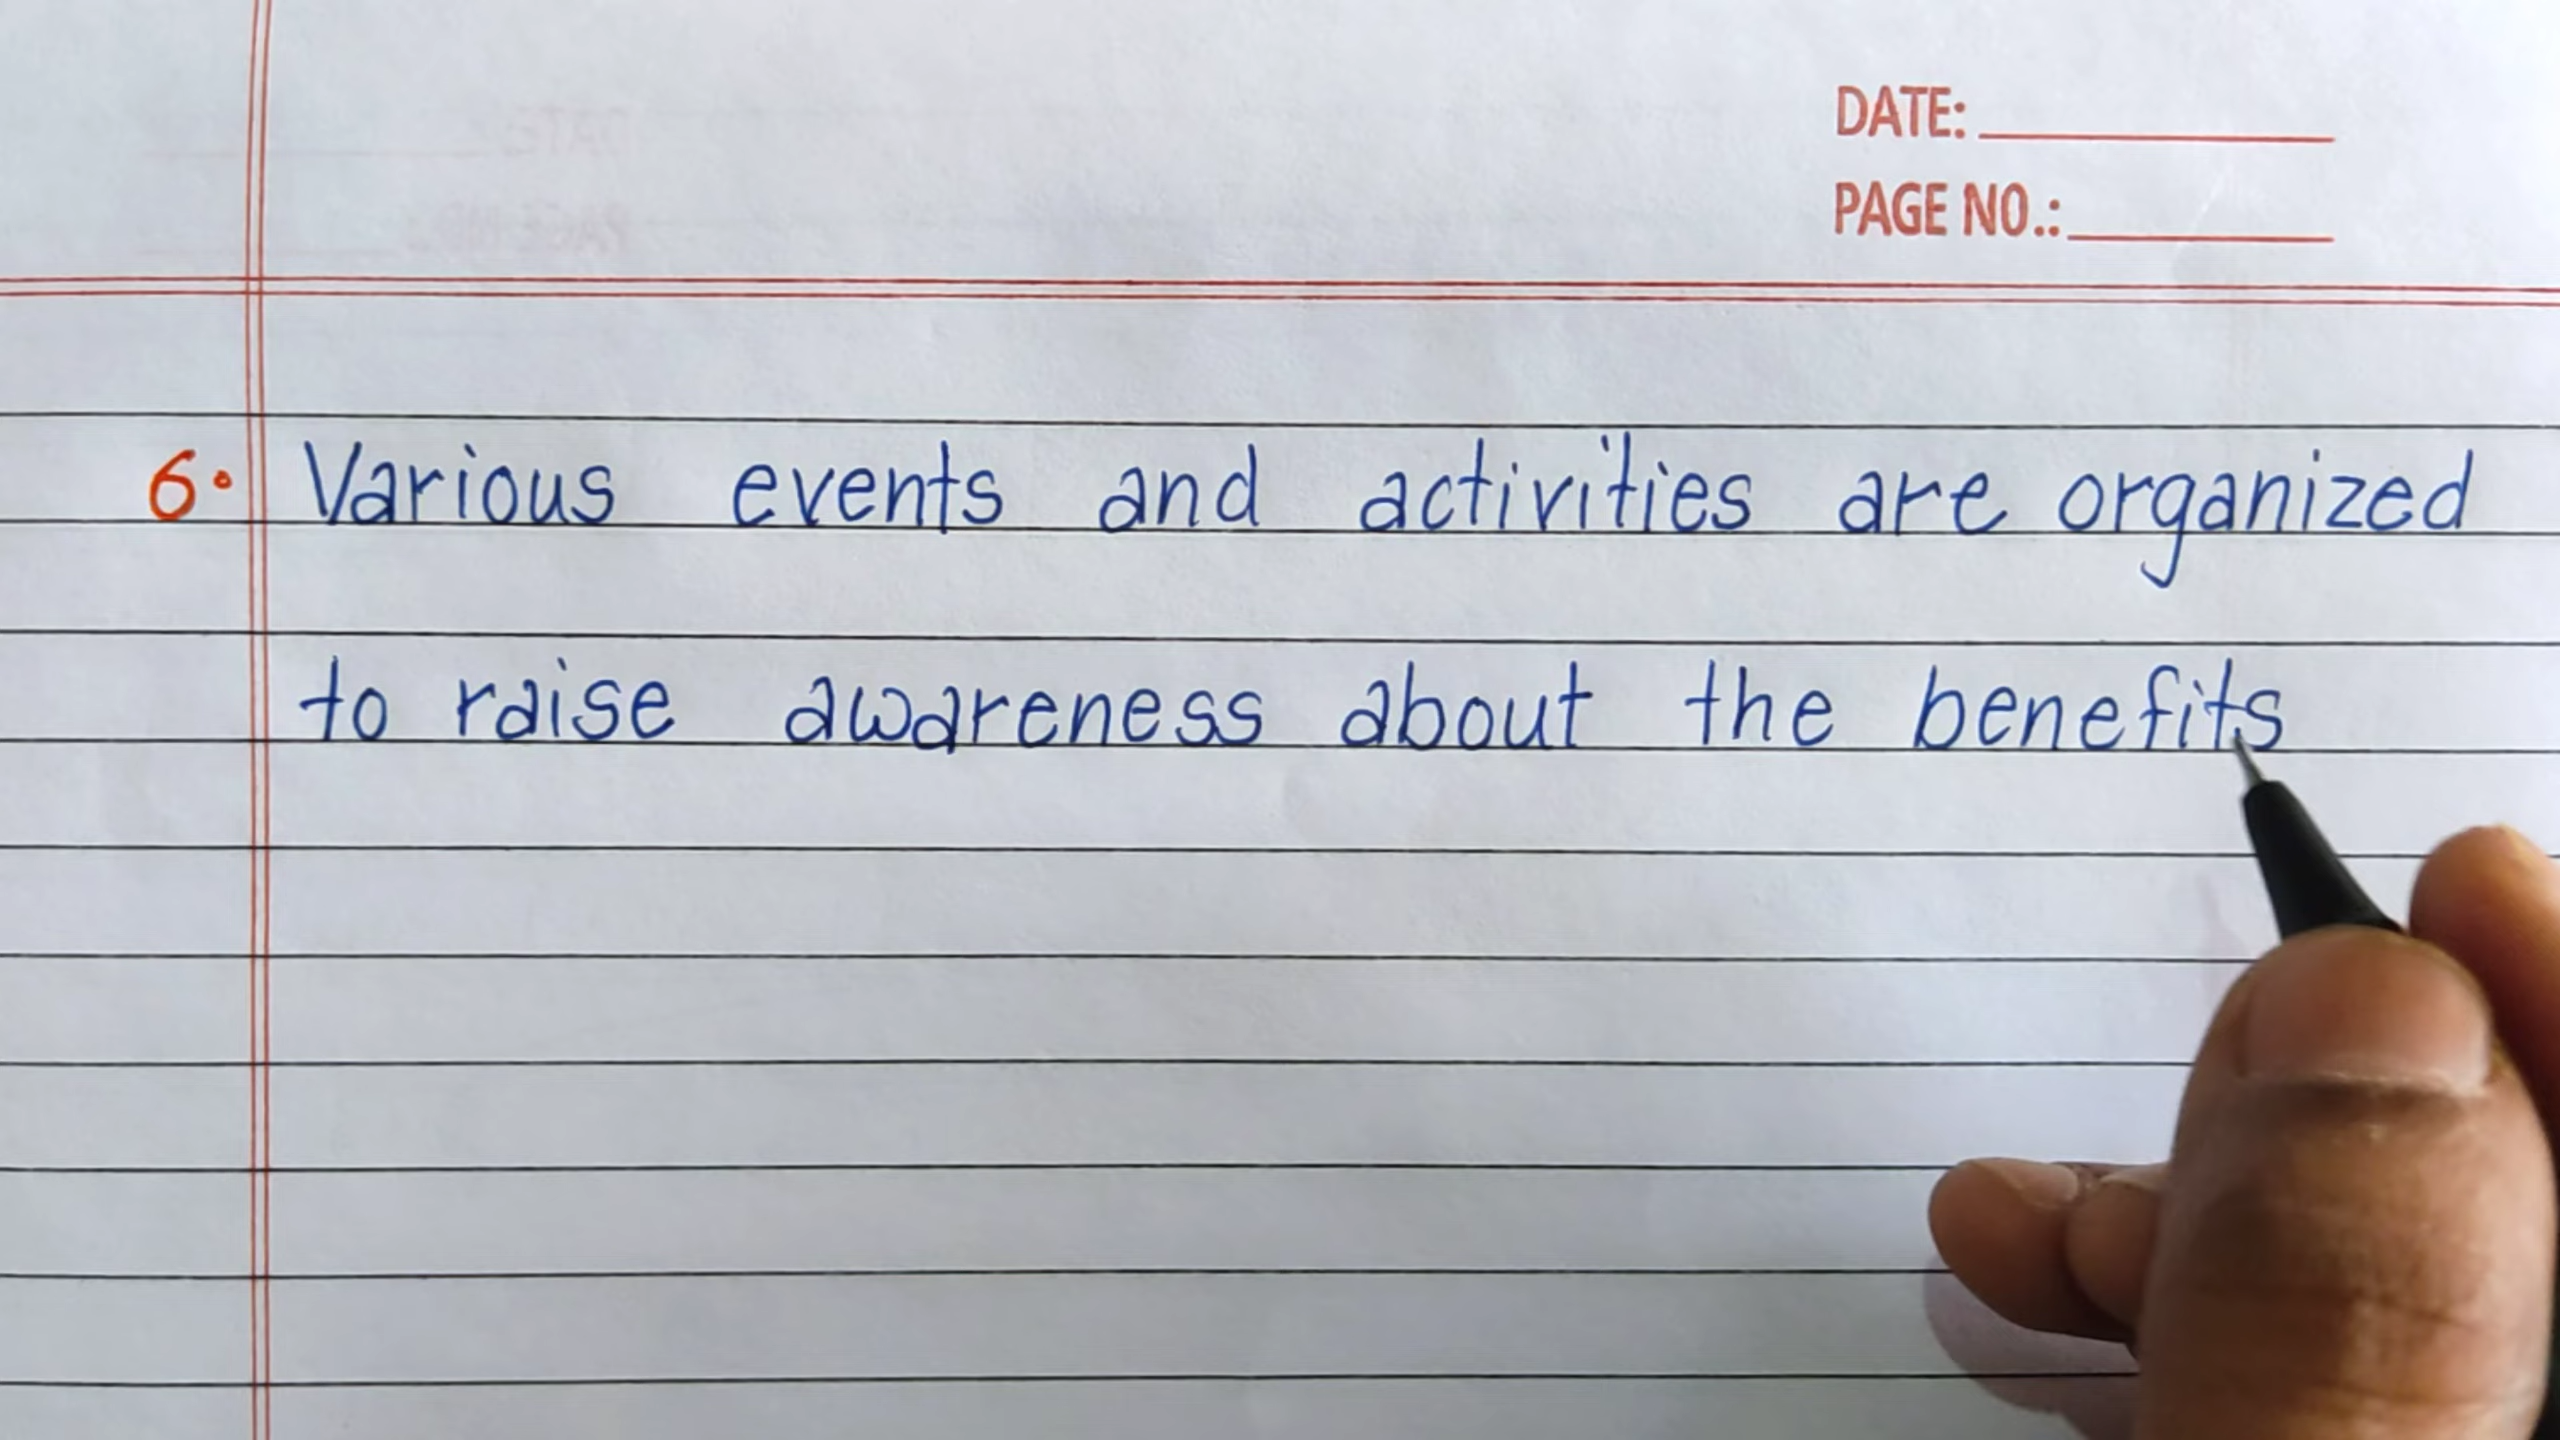 DATE:
PAGE NO.:
6. Various events and activities are organized
to raise awareness about the benefits